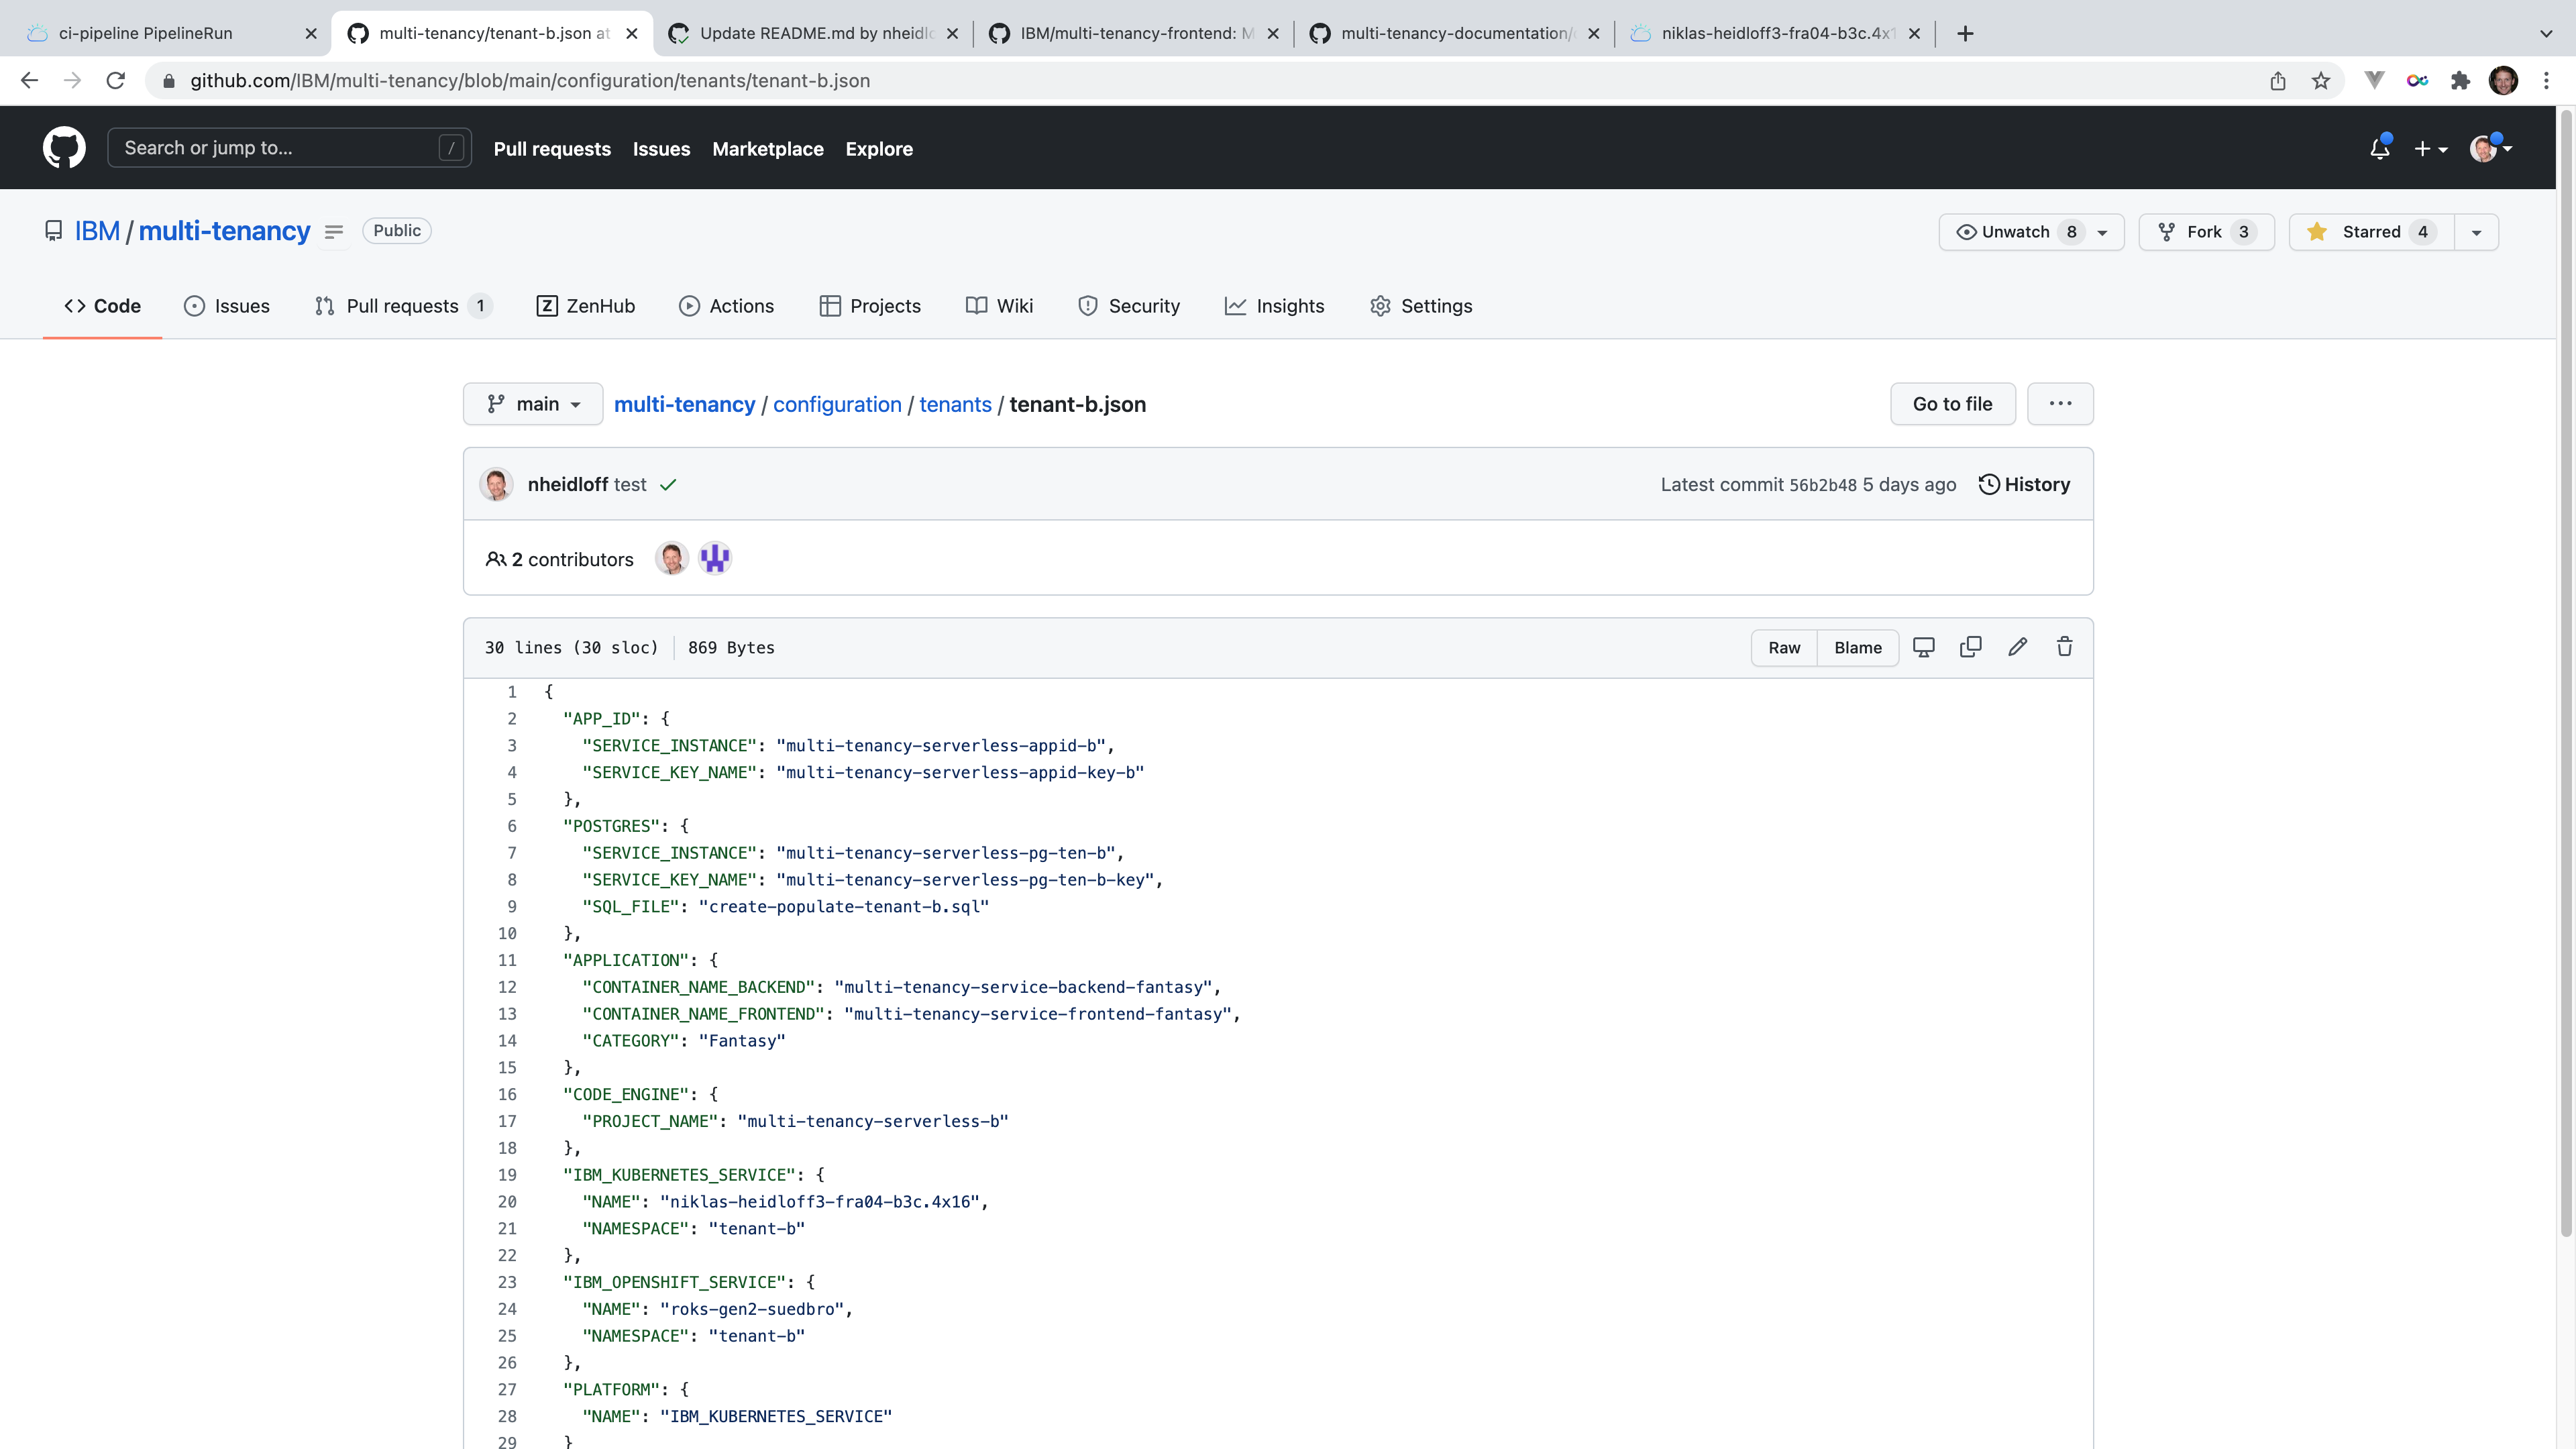 ci-pipeline PipelineRun
multi-tenancy/tenant-b.json at
Update README.md by nheidlo
IBM/multi-tenancy-frontend: M
multi-tenancy-documentation/
niklas-heidloff3-fra04-b3c.4x1
github.com/IBM/multi-tenancy/blob/main/configuration/tenants/tenant-b.json
Search or jump to...
/
Pull requests
Issues
Marketplace
Explore
IBM / multi-tenancy
Public
Unwatch 8
Fork 3
Starred 4
Code
Issues
Pull requests 1
Z ZenHub
Actions
Projects
Wiki
Security
Insights
Settings
main
multi-tenancy / configuration / tenants / tenant-b.json
Go to file
nheidloff test
Latest commit 56b2b48 5 days ago
History
2 contributors
30 lines (30 sloc)
869 Bytes
Raw
Blame
1 {
2 "APP_ID": {
3 "SERVICE_INSTANCE": "multi-tenancy-serverless-appid-b",
4 "SERVICE_KEY_NAME": "multi-tenancy-serverless-appid-key-b"
5 },
6 "POSTGRES": {
7 "SERVICE_INSTANCE": "multi-tenancy-serverless-pg-ten-b",
8 "SERVICE_KEY_NAME": "multi-tenancy-serverless-pg-ten-b-key",
9 "SQL_FILE": "create-populate-tenant-b.sql"
10 },
11 "APPLICATION": {
12 "CONTAINER_NAME_BACKEND": "multi-tenancy-service-backend-fantasy",
13 "CONTAINER_NAME_FRONTEND": "multi-tenancy-service-frontend-fantasy",
14 "CATEGORY": "Fantasy"
15 },
16 "CODE_ENGINE": {
17 "PROJECT_NAME": "multi-tenancy-serverless-b"
18 },
19 "IBM_KUBERNETES_SERVICE": {
20 "NAME": "niklas-heidloff3-fra04-b3c.4x16",
21 "NAMESPACE": "tenant-b"
22 },
23 "IBM_OPENSHIFT_SERVICE": {
24 "NAME": "roks-gen2-suedbro",
25 "NAMESPACE": "tenant-b"
26 },
27 "PLATFORM": {
28 "NAME": "IBM_KUBERNETES_SERVICE"
29 }